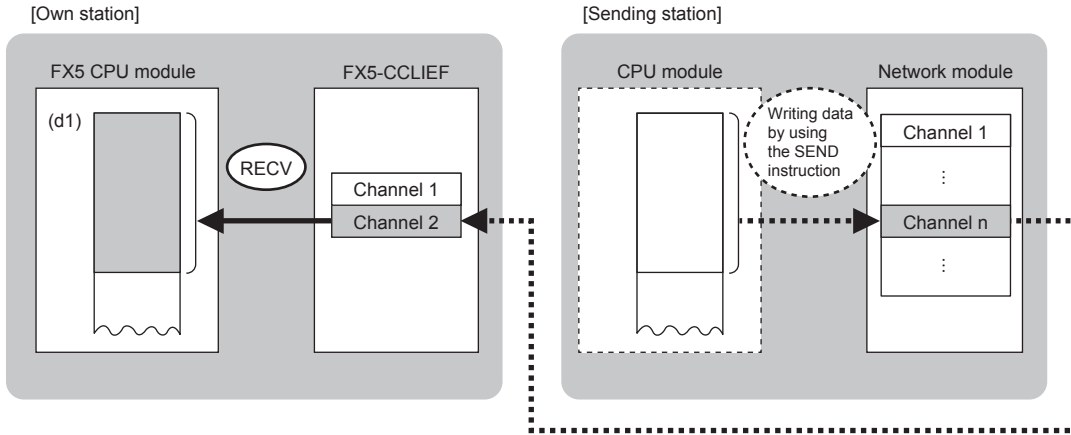 [Own station]
[Sending station]
FX5 CPU module
FX5-CCLIEF
CPU module
Network module
(d1)
RECV
Channel 1
Channel 2
Writing data
by using
the SEND
instruction
Channel 1
⋮
Channel n
⋮